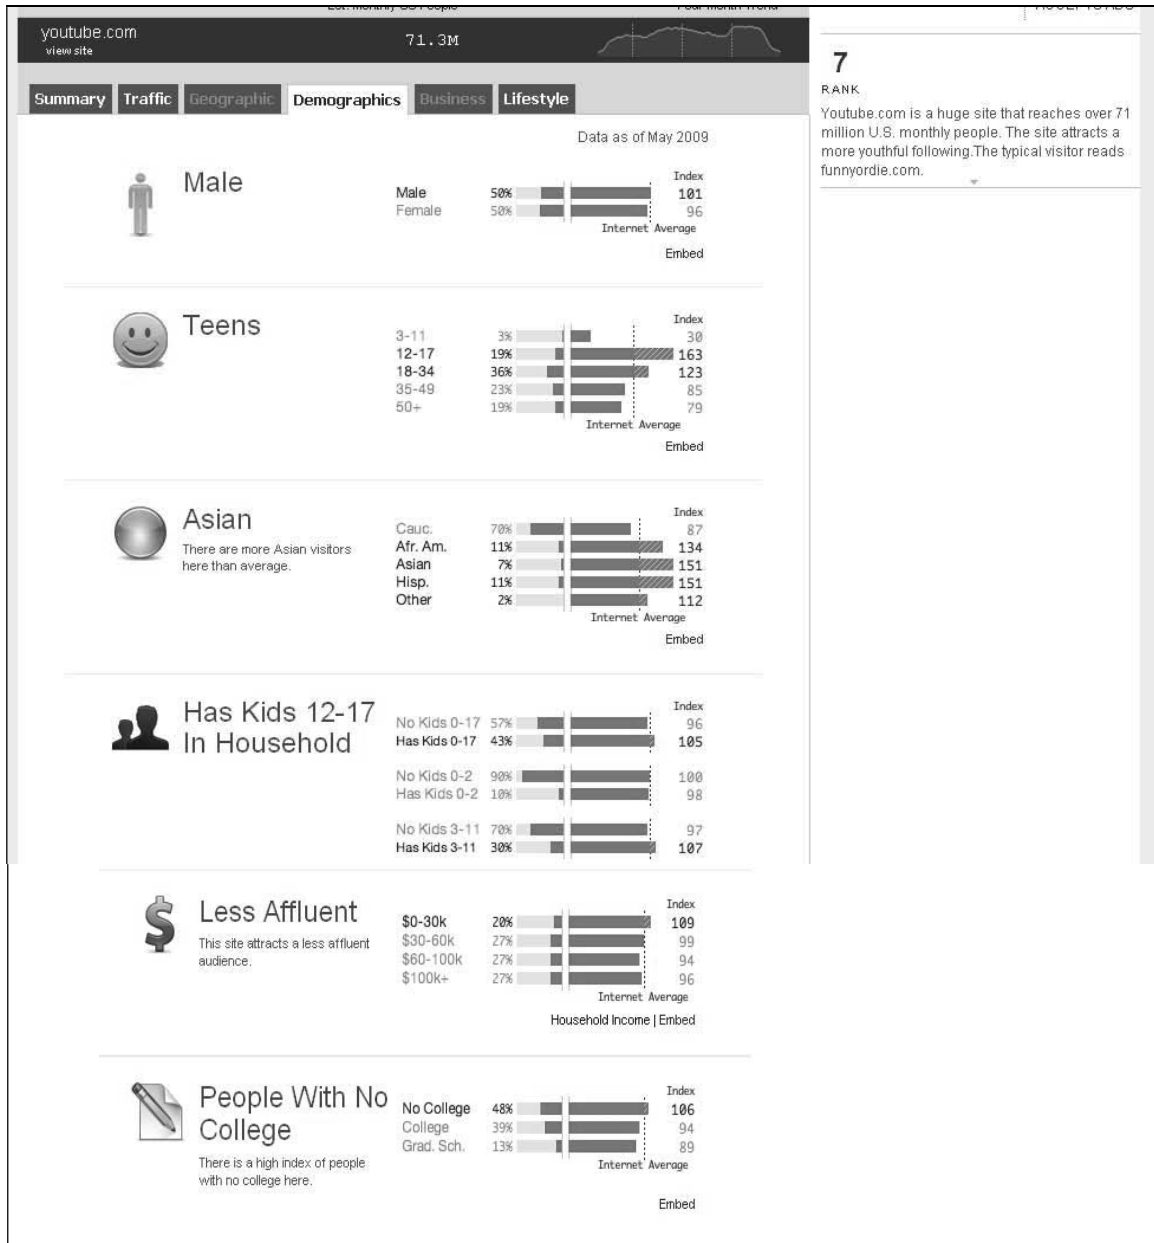 youtube.com
view site
71.3M
Summary Traffic Geographic Demographics Business Lifestyle
Data as of May 2009
Male
Index
Male 50% 101
Female 50% 96
Internet Average
Embed
Teens
Index
3-11 3% 30
12-17 19% 163
18-34 36% 123
35-49 23% 85
50+ 19% 79
Internet Average
Embed
Asian
There are more Asian visitors
here than average.
Index
Cauc. 70% 87
Afr. Am. 11% 134
Asian 7% 151
Hisp. 11% 151
Other 2% 112
Internet Average
Embed
Has Kids 12-17
In Household
Index
No Kids 0-17 57% 96
Has Kids 0-17 43% 105
No Kids 0-2 90% 100
Has Kids 0-2 10% 98
No Kids 3-11 70% 97
Has Kids 3-11 30% 107
Less Affluent
This site attracts a less affluent
audience.
Index
$0-30k 20% 109
$30-60k 27% 99
$60-100k 27% 94
$100k+ 27% 96
Internet Average
Household Income | Embed
People With No
College
There is a high index of people
with no college here.
Index
No College 48% 106
College 39% 94
Grad. Sch. 13% 89
Internet Average
Embed
7
RANK
Youtube.com is a huge site that reaches over 71
million U.S. monthly people. The site attracts a
more youthful following.The typical visitor reads
funnyordie.com.